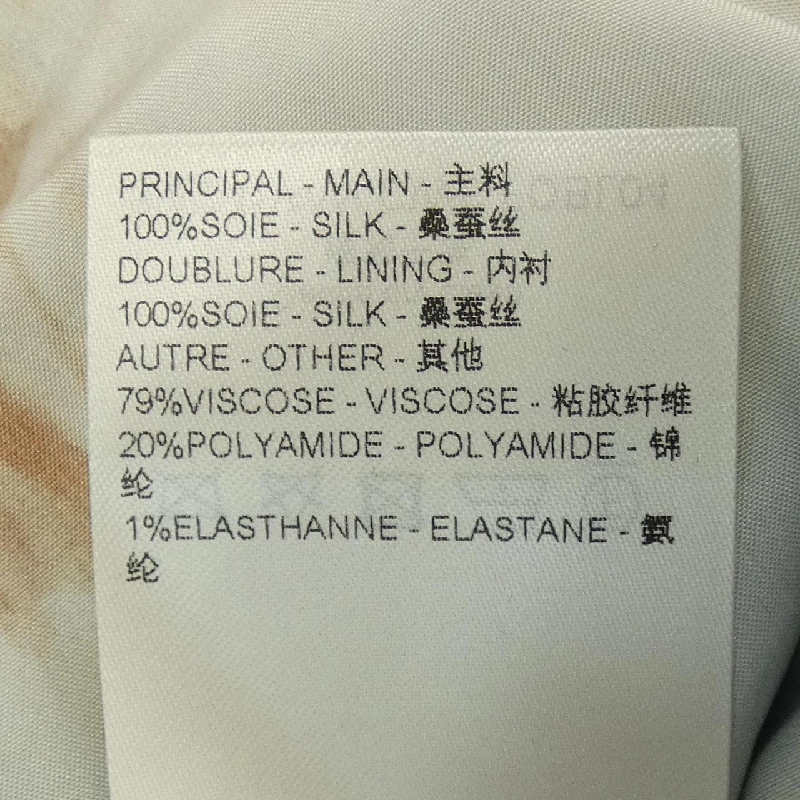 PRINCIPAL - MAIN - 主料
100%SOIE - SILK - 桑蚕丝
DOUBLURE - LINING - 内衬
100%SOIE - SILK - 桑蚕丝
AUTRE - OTHER - 其他
79%VISCOSE - VISCOSE - 粘胶纤维
20%POLYAMIDE - POLYAMIDE - 锦
纶
1%ELASTHANNE - ELASTANE - 氨
纶